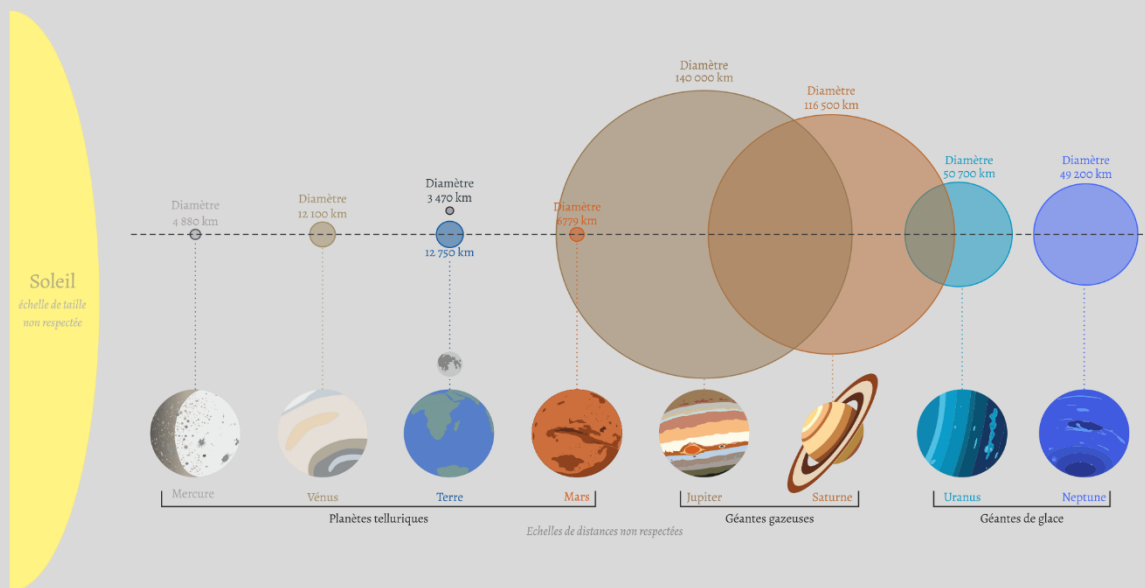 Soleil
échelle de taille
non respectée
Diamètre
4 880 km
Diamètre
12 100 km
Diamètre
3 470 km
12 750 km
Diamètre
6779 km
Diamètre
140 000 km
Diamètre
116 500 km
Diamètre
50 700 km
Diamètre
49 200 km
Mercure
Vénus
Terre
Mars
Jupiter
Saturne
Uranus
Neptune
Planètes telluriques
Géantes gazeuses
Géantes de glace
Echelles de distances non respectées